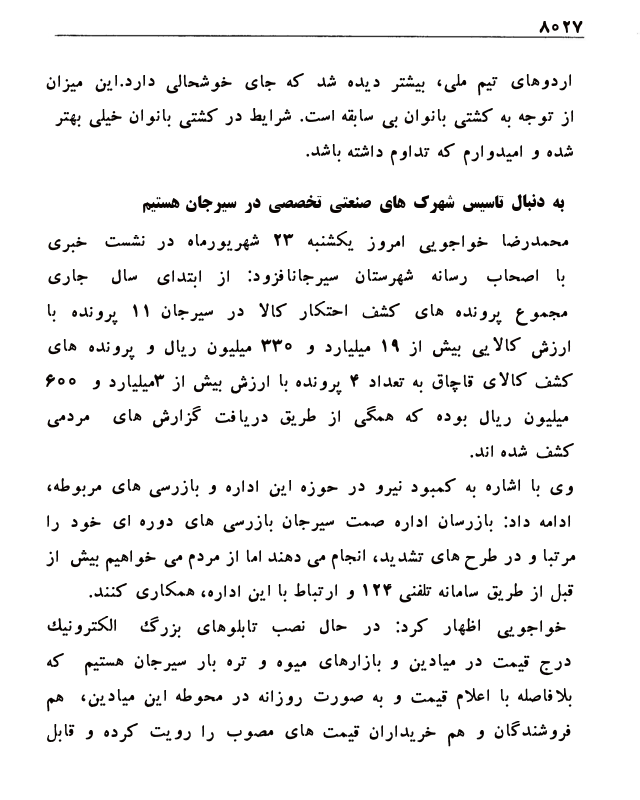 ۸۰۲۷
اردوهای تیم ملی، بیشتر دیده شد که جای خوشحالی دارد.این میزان
از توجه به کشتی بانوان بی سابقه است. شرایط در کشتی بانوان خیلی بهتر
شده و امیدوارم که تداوم داشته باشد.
به دنبال تاسیس شهرک های صنعتی تخصصی در سیرجان هستیم
محمدرضا خواجویی امروز یکشنبه ۲۳ شهریورماه در نشست خبری
با اصحاب رسانه شهرستان سیرجانافزود: از ابتدای سال جاری
مجموع پرونده های کشف احتکار کالا در سیرجان ۱۱ پرونده با
ارزش کالایی بیش از ۱۹ میلیارد و ۳۳۰ میلیون ریال و پرونده های
کشف کالای قاچاق به تعداد ۴ پرونده با ارزش بیش از ۳میلیارد و ۶۰۰
میلیون ریال بوده که همگی از طریق دریافت گزارش های مردمی
کشف شده اند.
وی با اشاره به کمبود نیرو در حوزه این اداره و بازرسی های مربوطه،
ادامه داد: بازرسان اداره صمت سیرجان بازرسی های دوره ای خود را
مرتبا و در طرح های تشدید، انجام می دهند اما از مردم می خواهیم بیش از
قبل از طریق سامانه تلفنی ۱۲۴ و ارتباط با این اداره، همکاری کنند.
خواجویی اظهار کرد: در حال نصب تابلوهای بزرگ الکترونیک
درج قیمت در میادین و بازارهای میوه و تره بار سیرجان هستیم که
بلافاصله با اعلام قیمت و به صورت روزانه در محوطه این میادین، هم
فروشندگان و هم خریداران قیمت های مصوب را رویت کرده و قابل